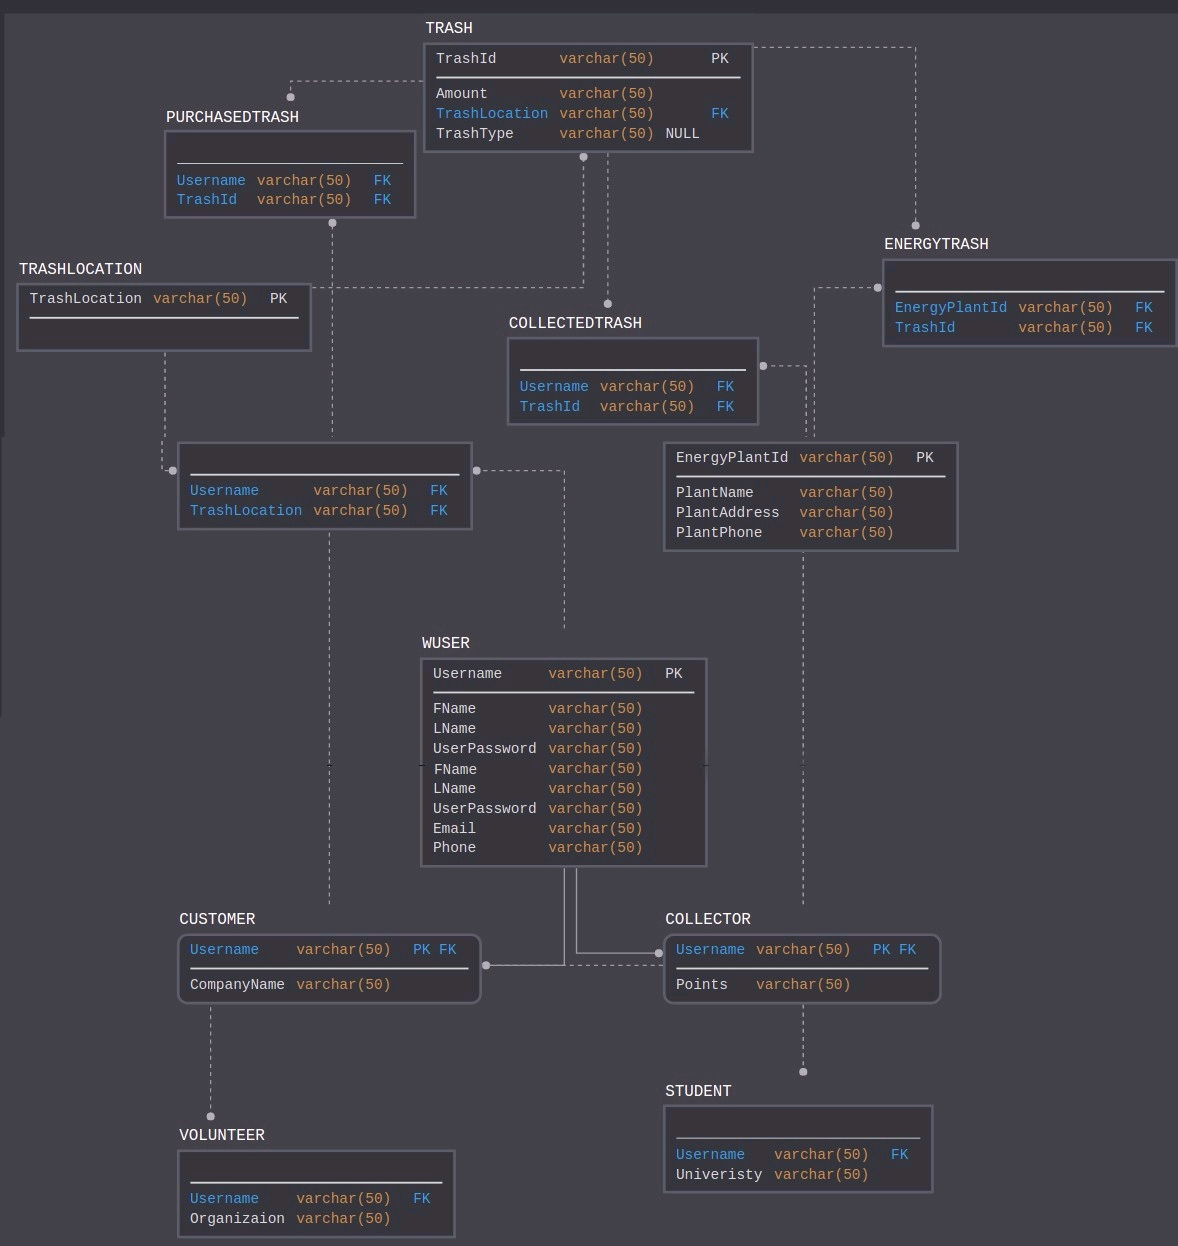 TRASH
TrashId varchar(50) PK
Amount varchar(50)
TrashLocation varchar(50) FK
TrashType varchar(50) NULL
PURCHASEDTRASH
Username varchar(50) FK
TrashId varchar(50) FK
ENERGYTRASH
EnergyPlantId varchar(50) FK
TrashId varchar(50) FK
TRASHLOCATION
TrashLocation varchar(50) PK
COLLECTEDTRASH
Username varchar(50) FK
TrashId varchar(50) FK
Username varchar(50) FK
TrashLocation varchar(50) FK
EnergyPlantId varchar(50) PK
PlantName varchar(50)
PlantAddress varchar(50)
PlantPhone varchar(50)
WUSER
Username varchar(50) PK
FName varchar(50)
LName varchar(50)
UserPassword varchar(50)
FName varchar(50)
LName varchar(50)
UserPassword varchar(50)
Email varchar(50)
Phone varchar(50)
CUSTOMER
Username varchar(50) PK FK
CompanyName varchar(50)
COLLECTOR
Username varchar(50) PK FK
Points varchar(50)
STUDENT
Username varchar(50) FK
Univeristy varchar(50)
VOLUNTEER
Username varchar(50) FK
Organizaion varchar(50)